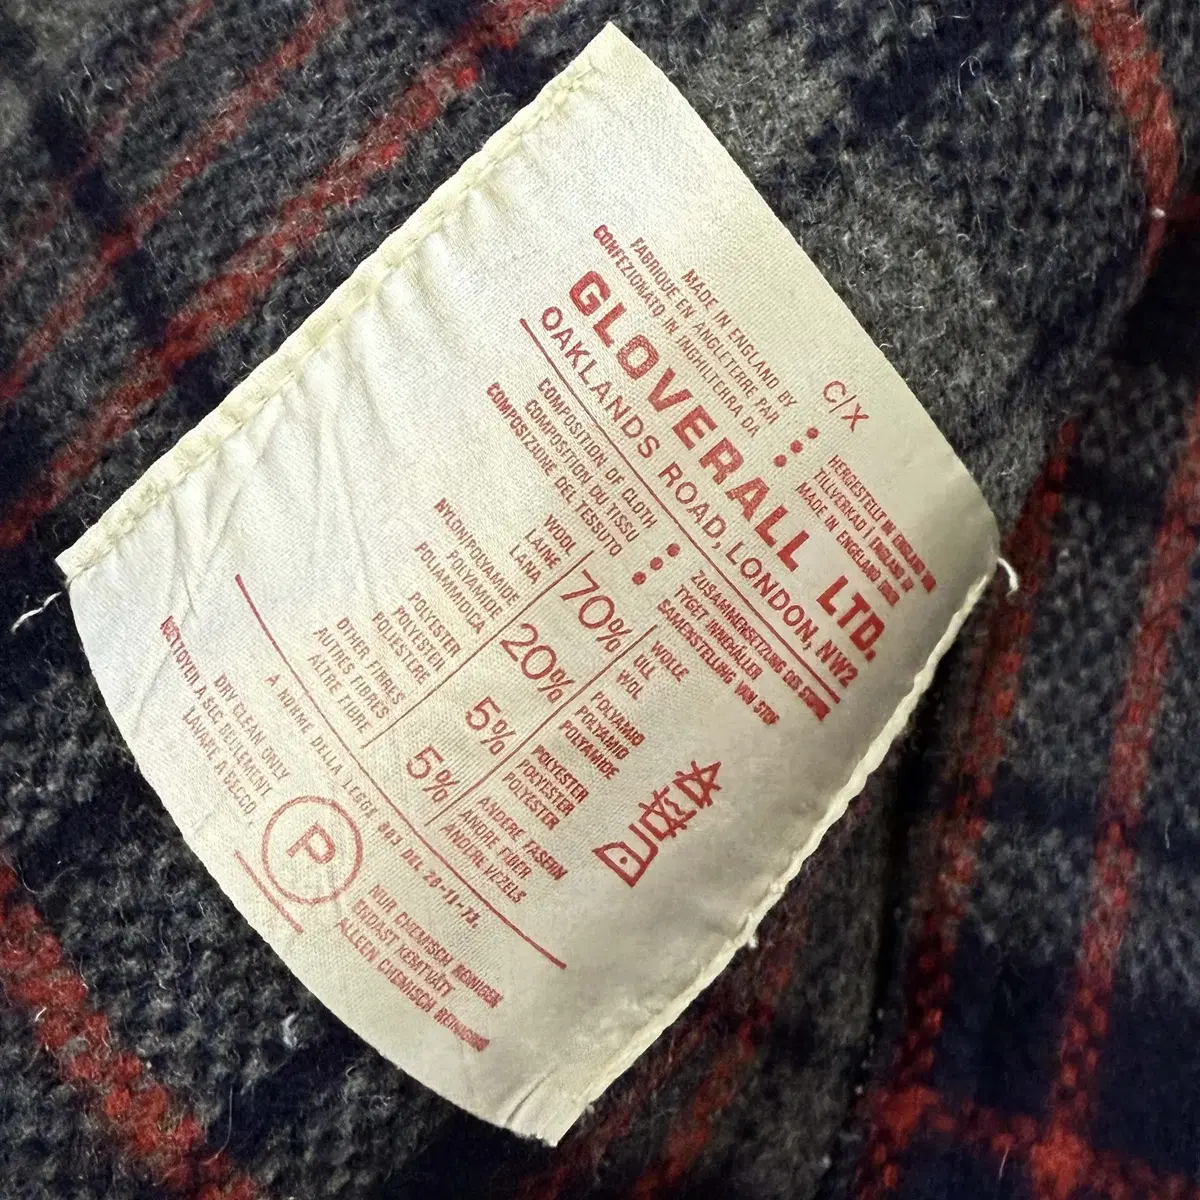 C/X
MADE IN ENGLAND BY
FABRIQUE EN ANGLETERRE PAR
CONFEZIONATO IN INGHILTERRA DA
HERGESTELLT IN ENGLAND
TILLVERKAD I ENGLAND
MADE IN ENGELAND
GLOVERALL LTD.
OAKLANDS ROAD, LONDON, NW2
COMPOSITION OF CLOTH
COMPOSITION DU TISSU
COMPOSIZIONE DEL TESSUTO
ZUSAMMENSETZUNG DES
TYGET INNEHÅLLER
SAMENSTELLING VAN STOF
WOOL
LAINE
LANA
70%
WOLLE
ULL
WOL
NYLON/POLYAMIDE
POLYAMIDE
POLIAMMIDICA
20%
POLYAMID
POLYAMID
POLYAMIDE
POLYESTER
POLYESTER
POLIESTERE
5%
POLYESTER
POLYESTER
POLYESTER
OTHER FIBRES
AUTRES FIBRES
ALTRE FIBRE
5%
ANDERE FASERN
ANDRE FIBER
ANDERE VEZELS
A NORME DELLA LEGGE 883 DEL 26-11-73.
DRY CLEAN ONLY
NETTOYER A SEC SEULEMENT
LAVARE A SECCO
P
NUR CHEMISCH REINIGEN
ENDAST KEMTVÄTT
ALLEEN CHEMISCH REINIGEN